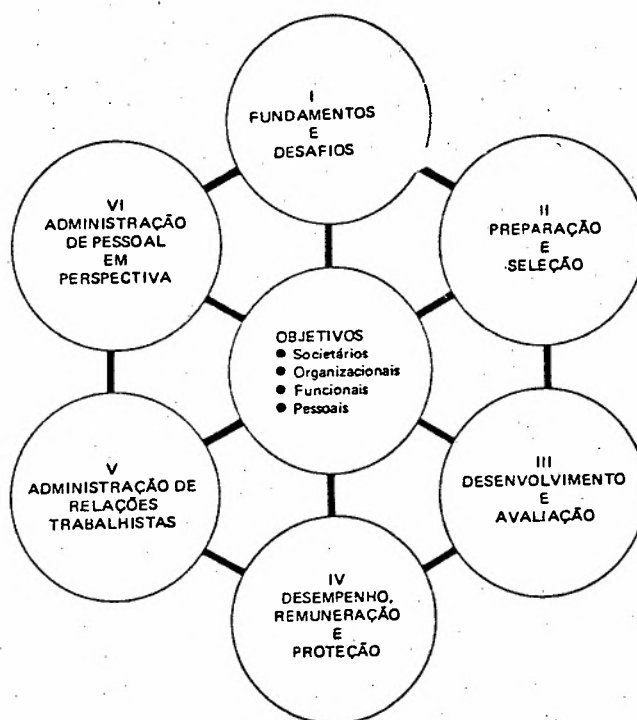 I
FUNDAMENTOS
E
DESAFIOS
II
PREPARAÇÃO
E
SELEÇÃO
III
DESENVOLVIMENTO
E
AVALIAÇÃO
IV
DESEMPENHO,
REMUNERAÇÃO
E
PROTEÇÃO
V
ADMINISTRAÇÃO DE
RELAÇÕES
TRABALHISTAS
VI
ADMINISTRAÇÃO
DE PESSOAL
EM
PERSPECTIVA
OBJETIVOS
● Societários
● Organizacionais
● Funcionais
● Pessoais